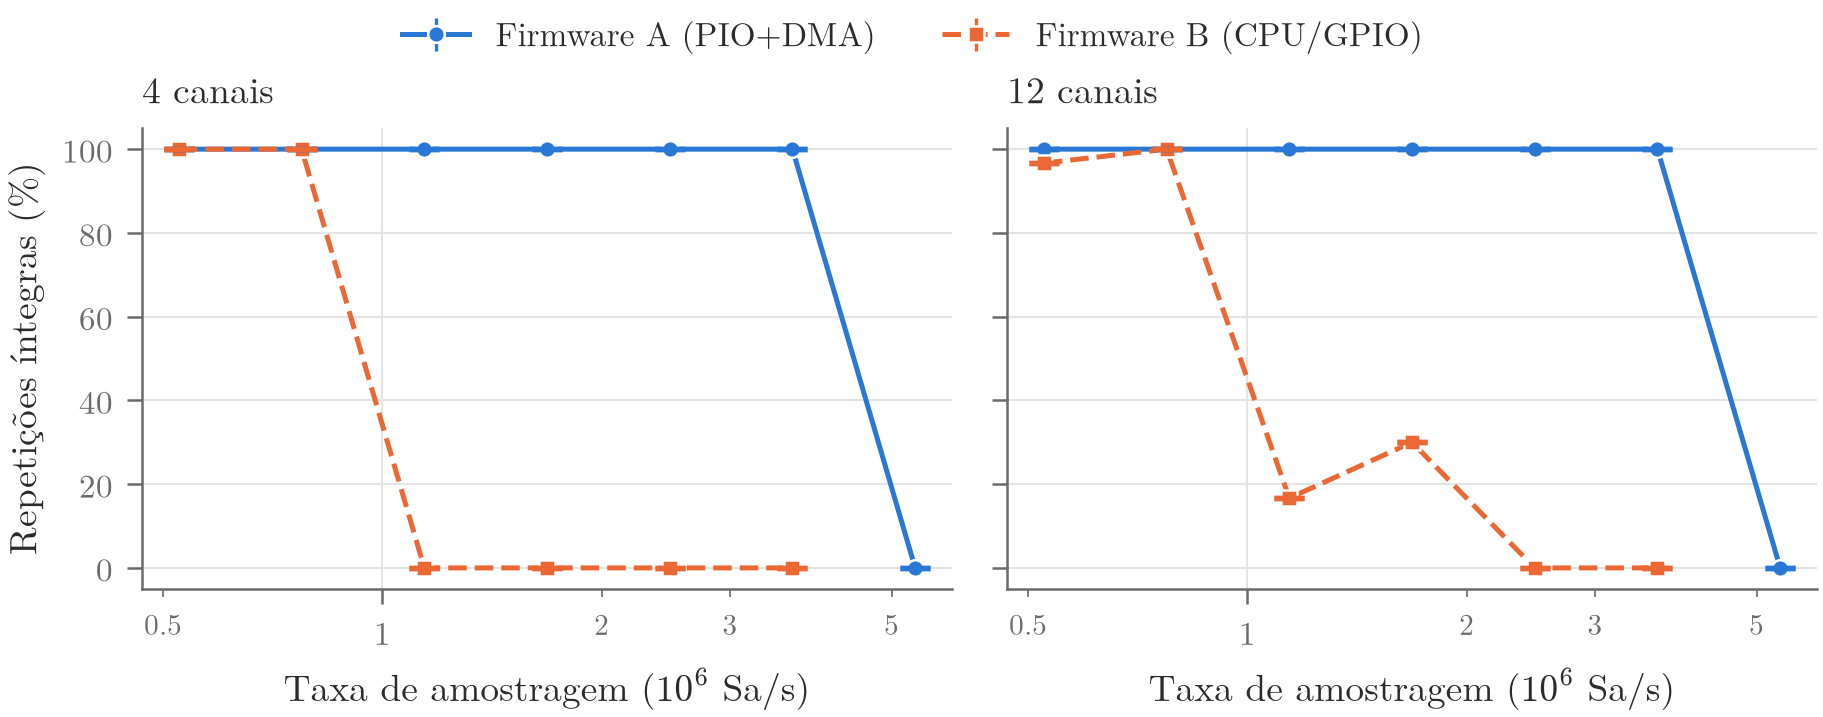 Firmware A (PIO+DMA)
Firmware B (CPU/GPIO)
4 canais
12 canais
Repetições íntegras (%)
100
80
60
40
20
0
0.5
1
2
3
5
0.5
1
2
3
5
Taxa de amostragem (10⁶ Sa/s)
Taxa de amostragem (10⁶ Sa/s)